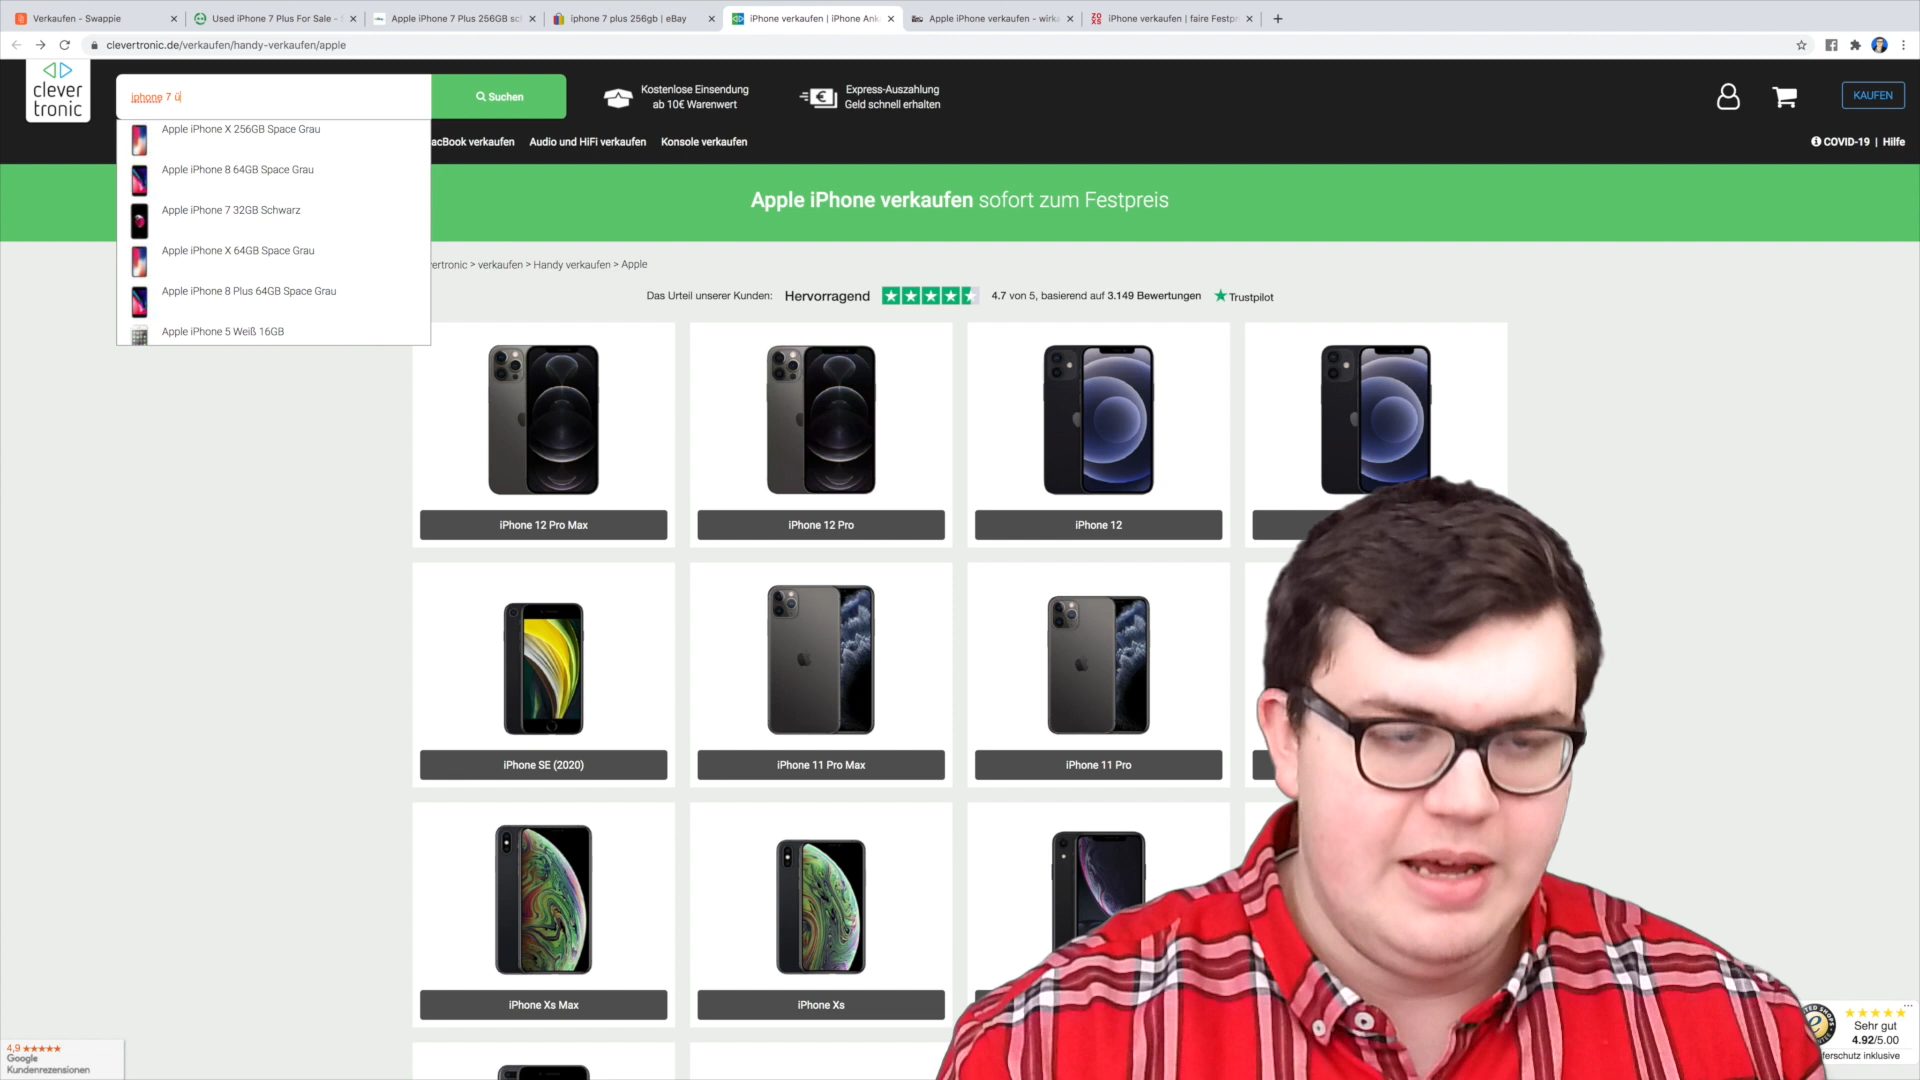 Verkaufen - Swappie
Used iPhone 7 Plus For Sale -
Apple iPhone 7 Plus 256GB sc
iphone 7 plus 256gb | eBay
iPhone verkaufen | iPhone Ank
Apple iPhone verkaufen - wirka
iPhone verkaufen | faire Festpr
clevertronic.de/verkaufen/handy-verkaufen/apple
clever
tronic
iphone 7 ü
Suchen
Kostenlose Einsendung
ab 10€ Warenwert
Express-Auszahlung
Geld schnell erhalten
KAUFEN
acBook verkaufen
Audio und HiFi verkaufen
Konsole verkaufen
COVID-19 | Hilfe
Apple iPhone X 256GB Space Grau
Apple iPhone 8 64GB Space Grau
Apple iPhone 7 32GB Schwarz
Apple iPhone X 64GB Space Grau
Apple iPhone 8 Plus 64GB Space Grau
Apple iPhone 5 Weiß 16GB
Apple iPhone verkaufen sofort zum Festpreis
ertronic > verkaufen > Handy verkaufen > Apple
Das Urteil unserer Kunden: Hervorragend 4.7 von 5, basierend auf 3.149 Bewertungen Trustpilot
iPhone 12 Pro Max
iPhone 12 Pro
iPhone 12
iPhone SE (2020)
iPhone 11 Pro Max
iPhone 11 Pro
iPhone Xs Max
iPhone Xs
4,9
Google
Kundenrezensionen
Sehr gut
4.92/5.00
ferschutz inklusive